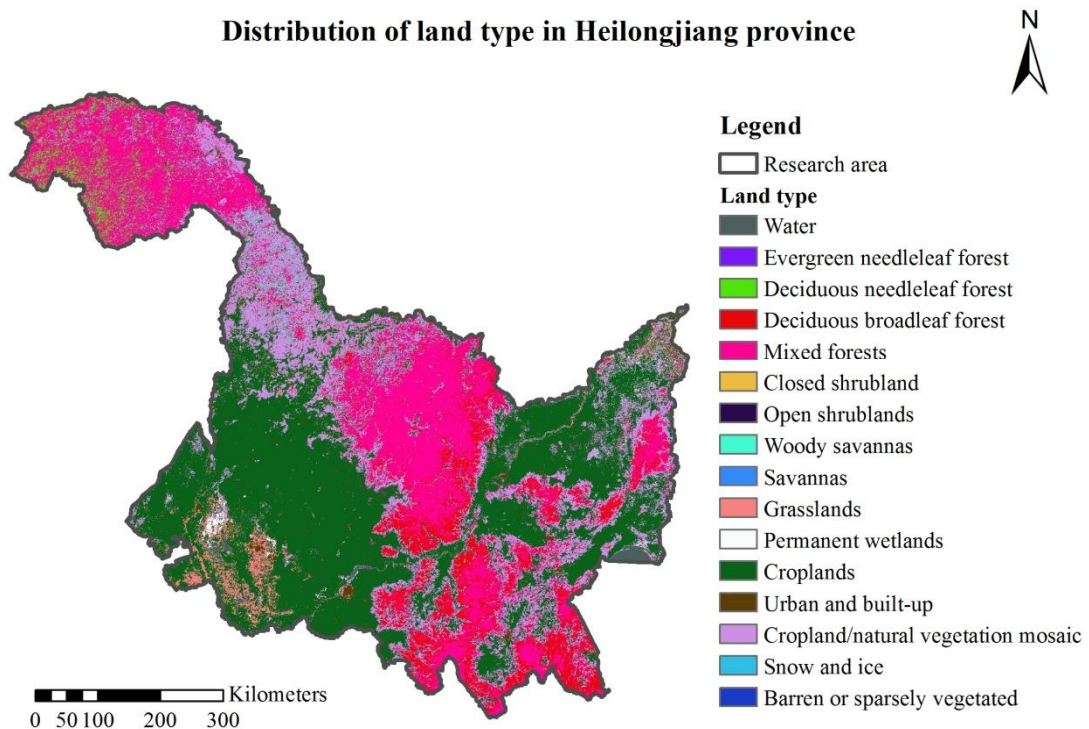 Distribution of land type in Heilongjiang province
N
Legend
Research area
Land type
Water
Evergreen needleleaf forest
Deciduous needleleaf forest
Deciduous broadleaf forest
Mixed forests
Closed shrubland
Open shrublands
Woody savannas
Savannas
Grasslands
Permanent wetlands
Croplands
Urban and built-up
Cropland/natural vegetation mosaic
Snow and ice
Barren or sparsely vegetated
Kilometers
0 50 100 200 300